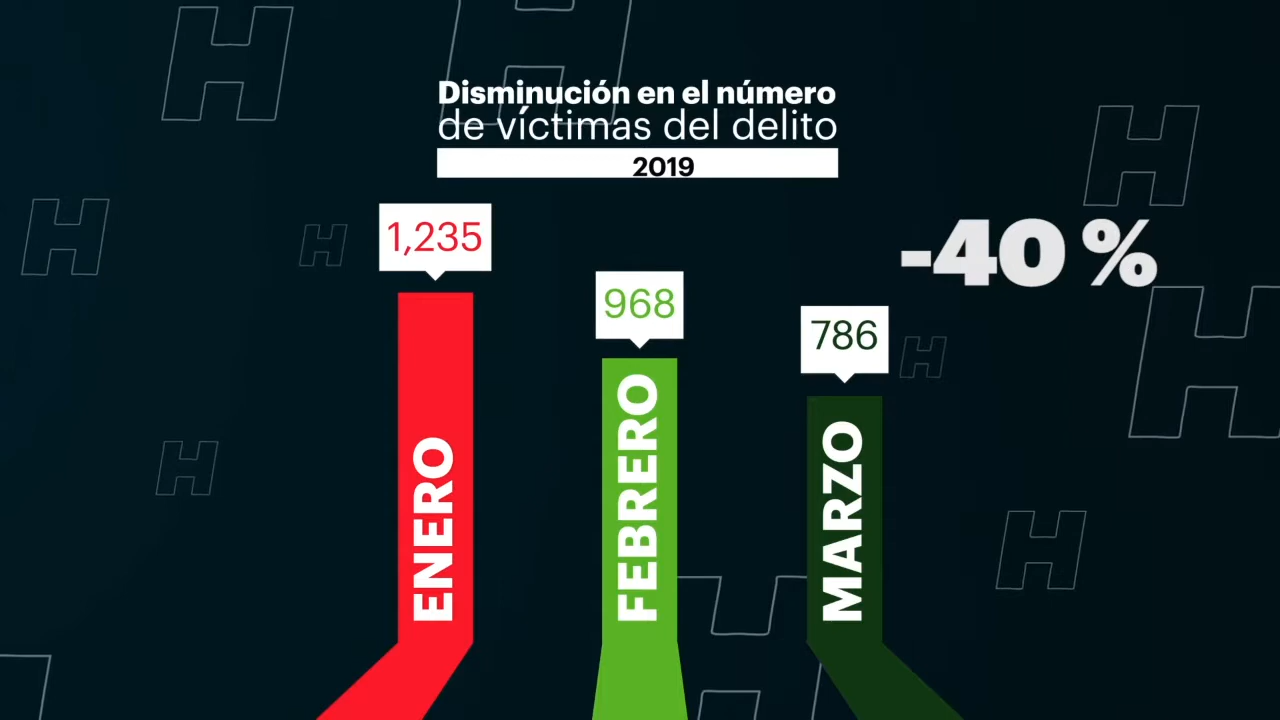 Disminución en el número
de víctimas del delito
2019
1,235
968
786
-40 %
ENERO
FEBRERO
MARZO